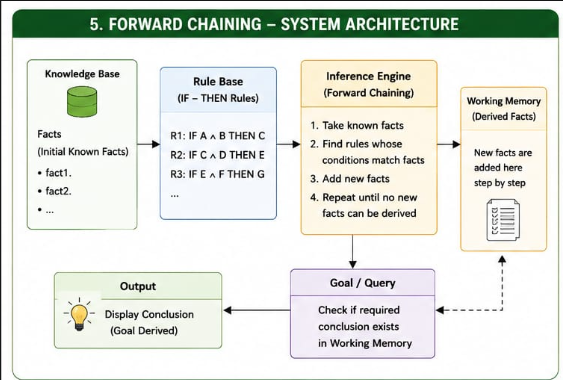 5. FORWARD CHAINING – SYSTEM ARCHITECTURE
Knowledge Base
Facts
(Initial Known Facts)
• fact1.
• fact2.
• ...
Rule Base
(IF – THEN Rules)
R1: IF A ∧ B THEN C
R2: IF C ∧ D THEN E
R3: IF E ∧ F THEN G
...
Inference Engine
(Forward Chaining)
1. Take known facts
2. Find rules whose
conditions match facts
3. Add new facts
4. Repeat until no new
facts can be derived
Working Memory
(Derived Facts)
New facts are
added here
step by step
Output
Display Conclusion
(Goal Derived)
Goal / Query
Check if required
conclusion exists
in Working Memory